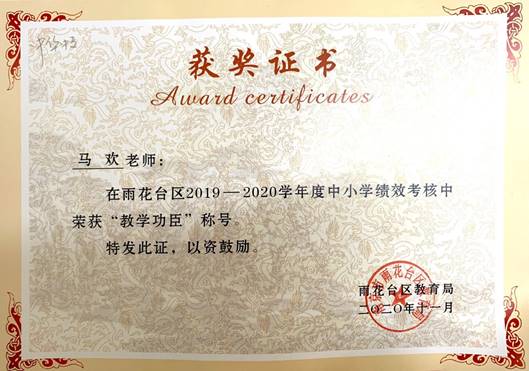 获奖证书
Award certificates
马 欢 老师：
在雨花台区2019—2020学年度中小学绩效考核中
荣获“教学功臣”称号。
特发此证，以资鼓励。
雨花台区教育局
二〇二〇年十一月